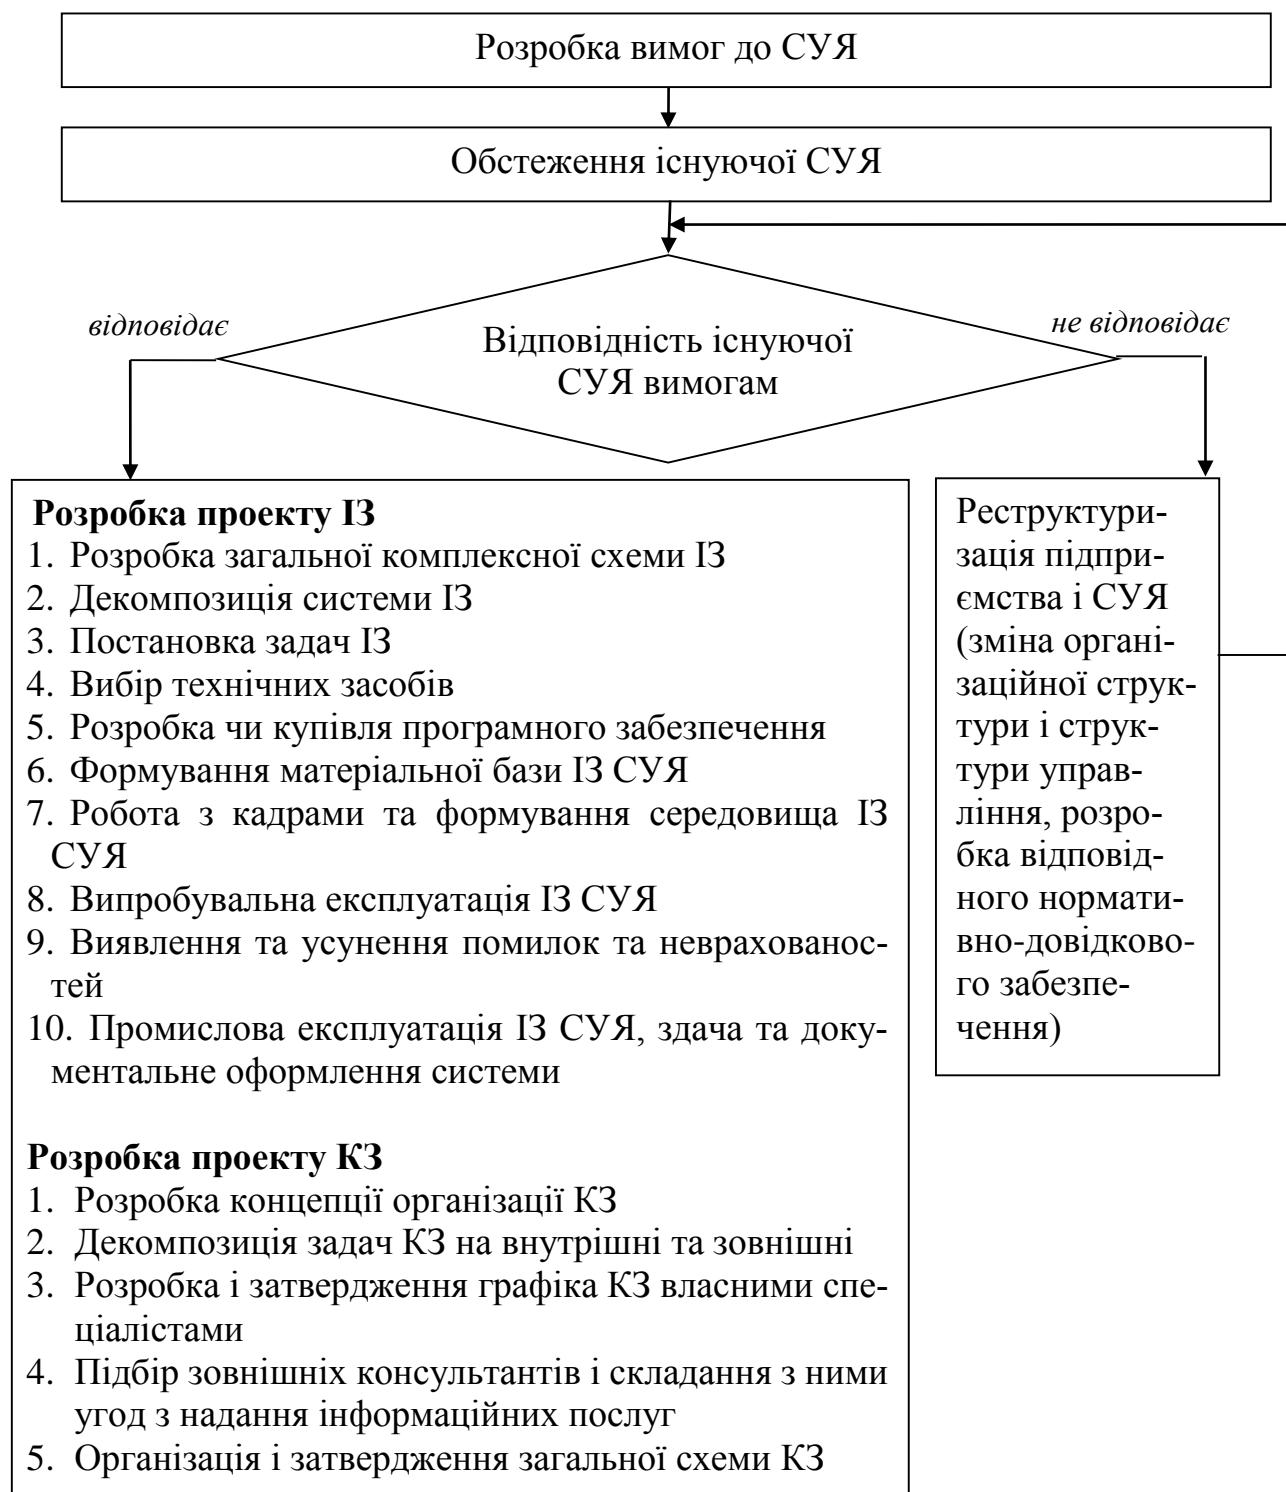 Розробка вимог до СУЯ
Обстеження існуючої СУЯ
відповідає
не відповідає
Відповідність існуючої
СУЯ вимогам
Розробка проекту ІЗ
1. Розробка загальної комплексної схеми ІЗ
2. Декомпозиція системи ІЗ
3. Постановка задач ІЗ
4. Вибір технічних засобів
5. Розробка чи купівля програмного забезпечення
6. Формування матеріальної бази ІЗ СУЯ
7. Робота з кадрами та формування середовища ІЗ
СУЯ
8. Випробувальна експлуатація ІЗ СУЯ
9. Виявлення та усунення помилок та неврахованос-
тей
10. Промислова експлуатація ІЗ СУЯ, здача та доку-
ментальне оформлення системи
Розробка проекту КЗ
1. Розробка концепції організації КЗ
2. Декомпозиція задач КЗ на внутрішні та зовнішні
3. Розробка і затвердження графіка КЗ власними спе-
ціалістами
4. Підбір зовнішніх консультантів і складання з ними
угод з надання інформаційних послуг
5. Організація і затвердження загальної схеми КЗ
Реструктури-
зація підпри-
ємства і СУЯ
(зміна органі-
заційної струк-
тури і струк-
тури управ-
ління, розро-
бка відповід-
ного нормати-
вно-довідково-
го забезпе-
чення)